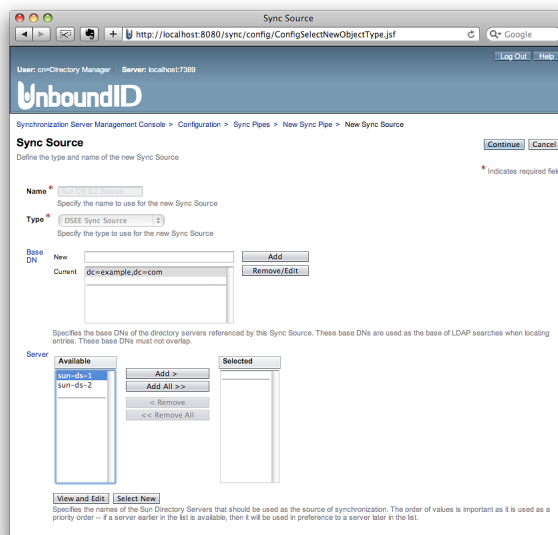 Sync Source
http://localhost:8080/sync/config/ConfigSelectNewObjectType.jsf
Google
Log Out Help
User: cn=Directory Manager Server: localhost:7389
UnboundID
Synchronization Server Management Console > Configuration > Sync Pipes > New Sync Pipe > New Sync Source
Sync Source
Continue Cancel
Define the type and name of the new Sync Source
* Indicates required fiel
Name *
Specify the name to use for the new Sync Source
Type * DSEE Sync Source
Specify the type to use for the new Sync Source
Base DN
New Add
Current dc=example,dc=com Remove/Edit
Specifies the base DNs of the directory servers referenced by this Sync Source. These base DNs are used as the base of LDAP searches when locating
entries. These base DNs must not overlap.
Server
Available Selected
sun-ds-1
sun-ds-2
Add >
Add All >>
< Remove
<< Remove All
View and Edit Select New
Specifies the names of the Sun Directory Servers that should be used as the source of synchronization. The order of values is important as it is used as a
priority order -- if a server earlier in the list is available, then it will be used in preference to a server later in the list.